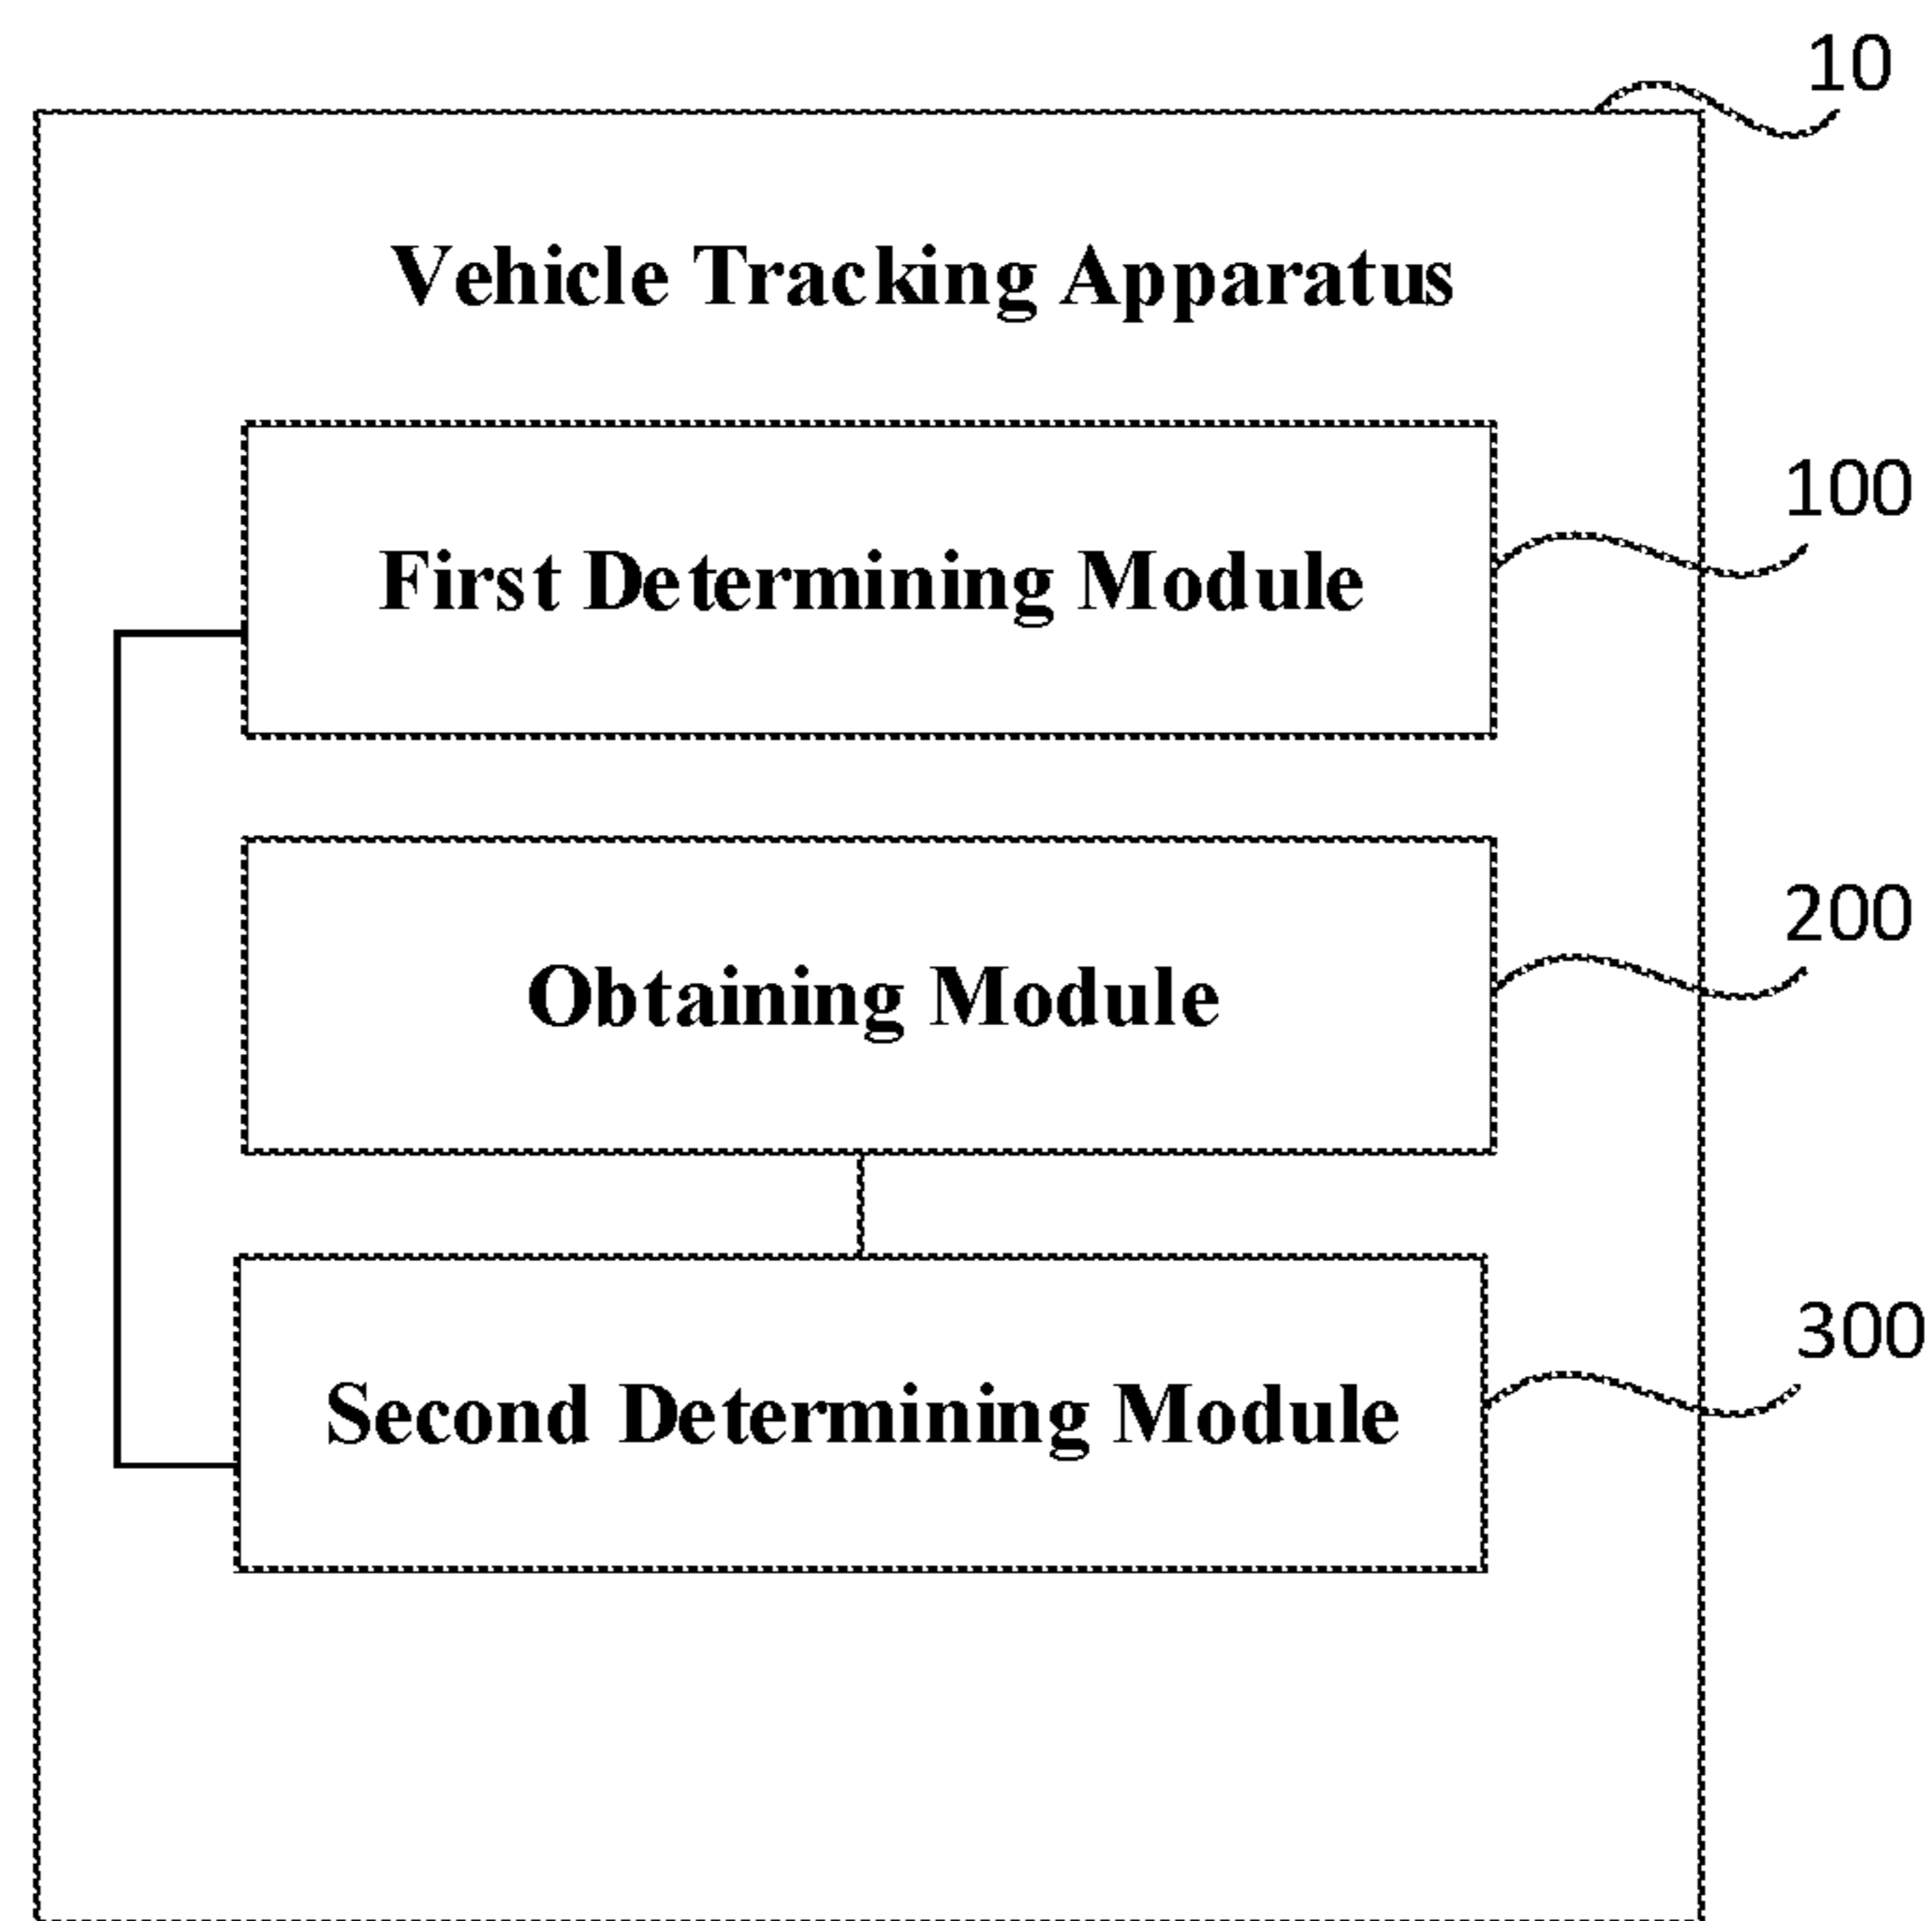 10
Vehicle Tracking Apparatus
100
First Determining Module
200
Obtaining Module
300
Second Determining Module